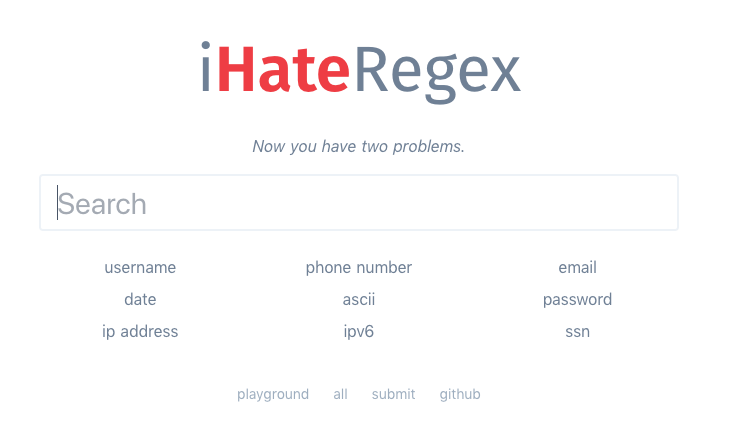 iHateRegex
Now you have two problems.
Search
username phone number email
date ascii password
ip address ipv6 ssn
playground all submit github